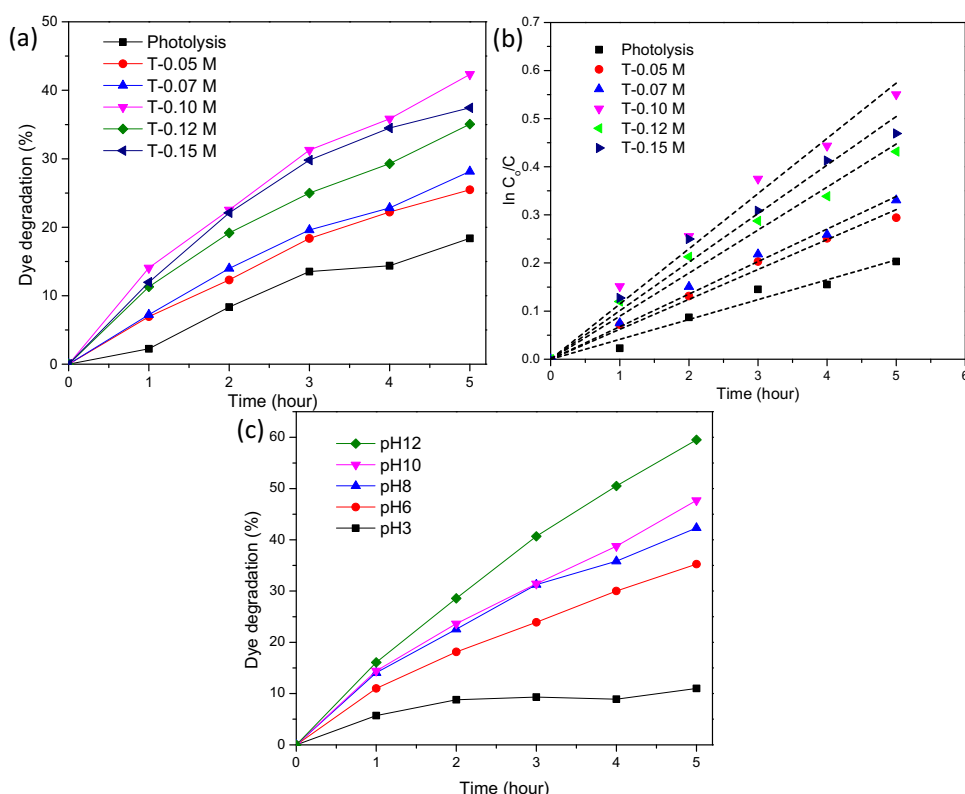 (a)
Photolysis
T-0.05 M
T-0.07 M
T-0.10 M
T-0.12 M
T-0.15 M
50
40
30
20
10
0
Dye degradation (%)
0 1 2 3 4 5
Time (hour)
(b)
Photolysis
T-0.05 M
T-0.07 M
T-0.10 M
T-0.12 M
T-0.15 M
0.7
0.6
0.5
0.4
0.3
0.2
0.1
0.0
ln Co/C
0 1 2 3 4 5 6
Time (hour)
(c)
pH12
pH10
pH8
pH6
pH3
60
50
40
30
20
10
0
Dye degradation (%)
0 1 2 3 4 5
Time (hour)